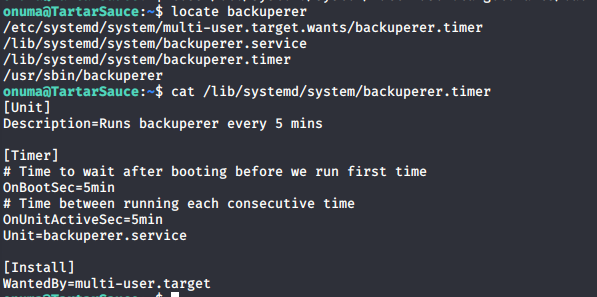 onuma@TartarSauce:~$ locate backuperer
/etc/systemd/system/multi-user.target.wants/backuperer.timer
/lib/systemd/system/backuperer.service
/lib/systemd/system/backuperer.timer
/usr/sbin/backuperer
onuma@TartarSauce:~$ cat /lib/systemd/system/backuperer.timer
[Unit]
Description=Runs backuperer every 5 mins

[Timer]
# Time to wait after booting before we run first time
OnBootSec=5min
# Time between running each consecutive time
OnUnitActiveSec=5min
Unit=backuperer.service

[Install]
WantedBy=multi-user.target